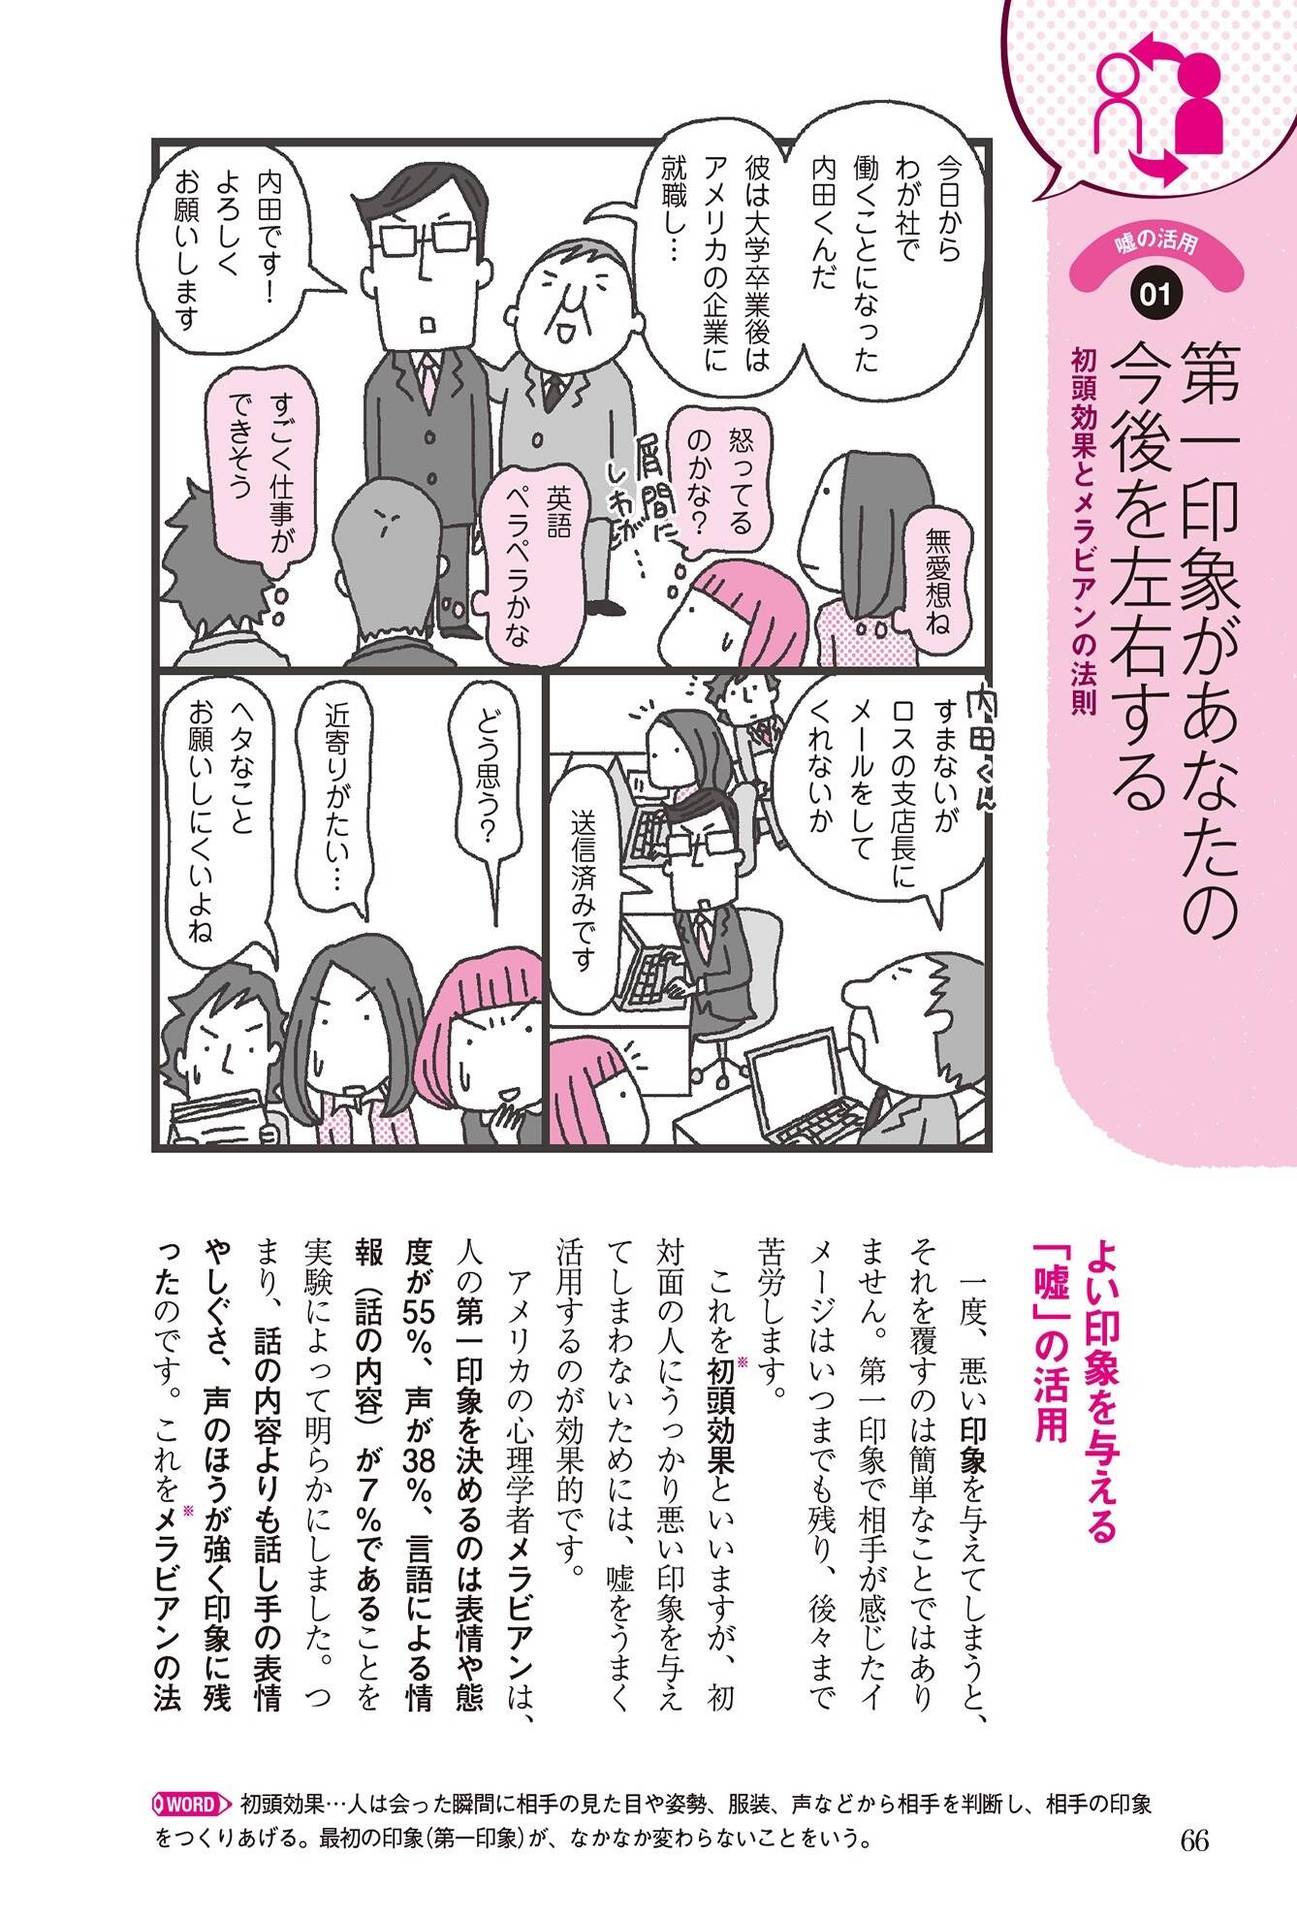 嘘の活用
01
第一印象があなたの
今後を左右する
初頭効果とメラビアンの法則
今日から
わが社で
働くことになった
内田くんだ
彼は大学卒業後は
アメリカの企業に
就職し…
内田です!
よろしく
お願いします
無愛想ね
怒ってる
のかな?
眉間に
しわが…
英語
ペラペラかな
すごく仕事が
できそう
内田くん
すまないが
ロスの支店長に
メールをして
くれないか
送信済みです
どう思う?
近寄りがたい…
ヘタなこと
お願いしにくいよね
よい印象を与える
「嘘」の活用
一度、悪い印象を与えてしまうと、
それを覆すのは簡単なことではあり
ません。第一印象で相手が感じたイ
メージはいつまでも残り、後々まで
苦労します。
これを初頭効果※といいますが、初
対面の人にうっかり悪い印象を与え
てしまわないためには、嘘をうまく
活用するのが効果的です。
アメリカの心理学者メラビアンは、
人の第一印象を決めるのは表情や態
度が55%、声が38%、言語による情
報(話の内容)が7%であることを
実験によって明らかにしました。つ
まり、話の内容よりも話し手の表情
やしぐさ、声のほうが強く印象に残
ったのです。これを※メラビアンの法
WORD 初頭効果…人は会った瞬間に相手の見た目や姿勢、服装、声などから相手を判断し、相手の印象
をつくりあげる。最初の印象(第一印象)が、なかなか変わらないことをいう。
66